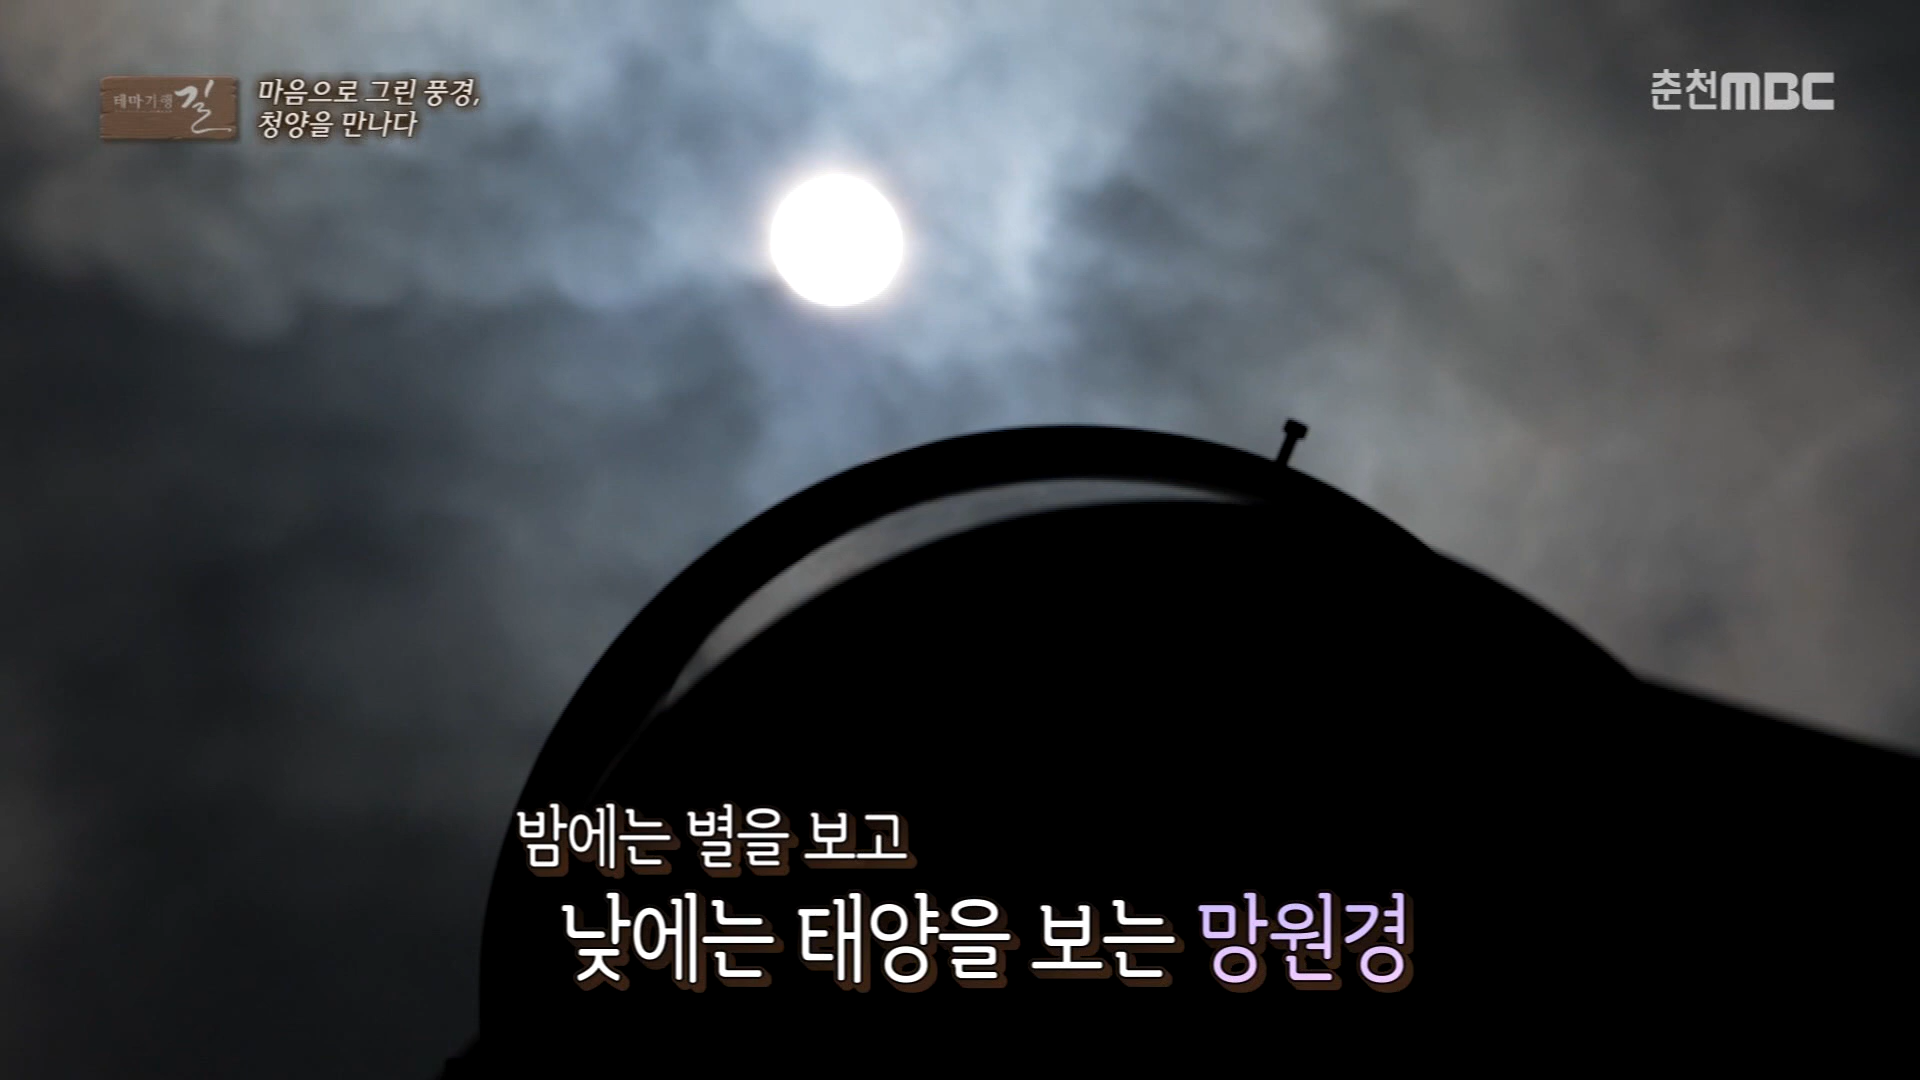 테마기행 길
마음으로 그린 풍경,
청양을 만나다
춘천MBC
밤에는 별을 보고
낮에는 태양을 보는 망원경